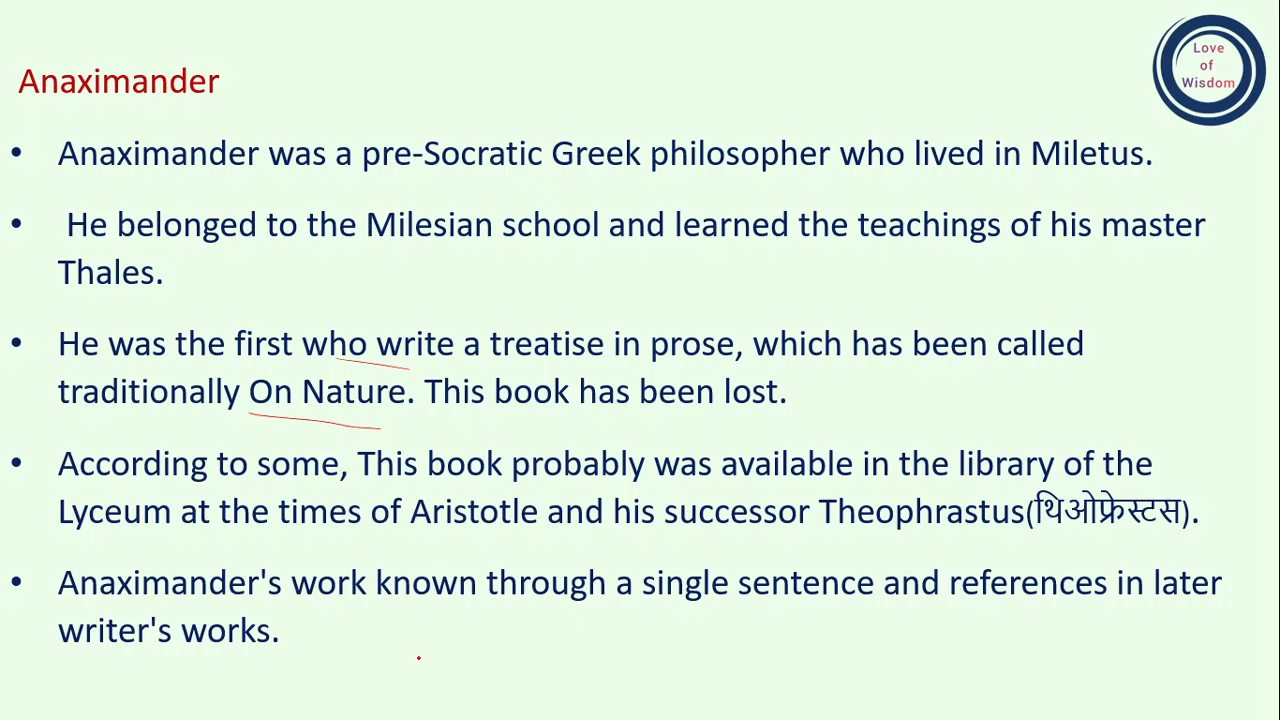 Love
of
Wisdom
Anaximander
• Anaximander was a pre-Socratic Greek philosopher who lived in Miletus.
• He belonged to the Milesian school and learned the teachings of his master
Thales.
• He was the first who write a treatise in prose, which has been called
traditionally On Nature. This book has been lost.
• According to some, This book probably was available in the library of the
Lyceum at the times of Aristotle and his successor Theophrastus(थिओफ्रेस्टस).
• Anaximander's work known through a single sentence and references in later
writer's works.